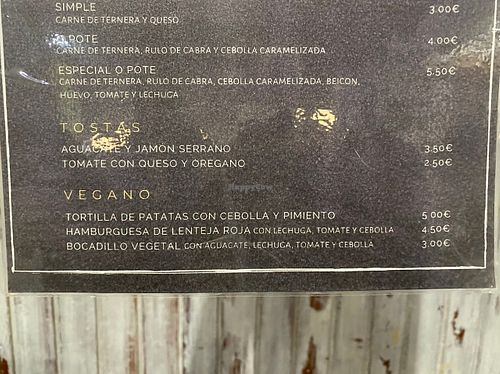 SIMPLE 3.00€
CARNE DE TERNERA Y QUESO
O POTE 4.00€
CARNE DE TERNERA, RULO DE CABRA Y CEBOLLA CARAMELIZADA
ESPECIAL O POTE 5.50€
CARNE DE TERNERA, RULO DE CABRA, CEBOLLA CARAMELIZADA, BEICON,
HUEVO, TOMATE Y LECHUGA
TOSTAS
AGUACATE Y JAMÓN SERRANO 3.50€
TOMATE CON QUESO Y ORÉGANO 2.50€
HappyCow
VEGANO
TORTILLA DE PATATAS CON CEBOLLA Y PIMIENTO 5.00€
HAMBURGUESA DE LENTEJA ROJA CON LECHUGA, TOMATE Y CEBOLLA 4.50€
BOCADILLO VEGETAL CON AGUACATE, LECHUGA, TOMATE Y CEBOLLA 3.00€